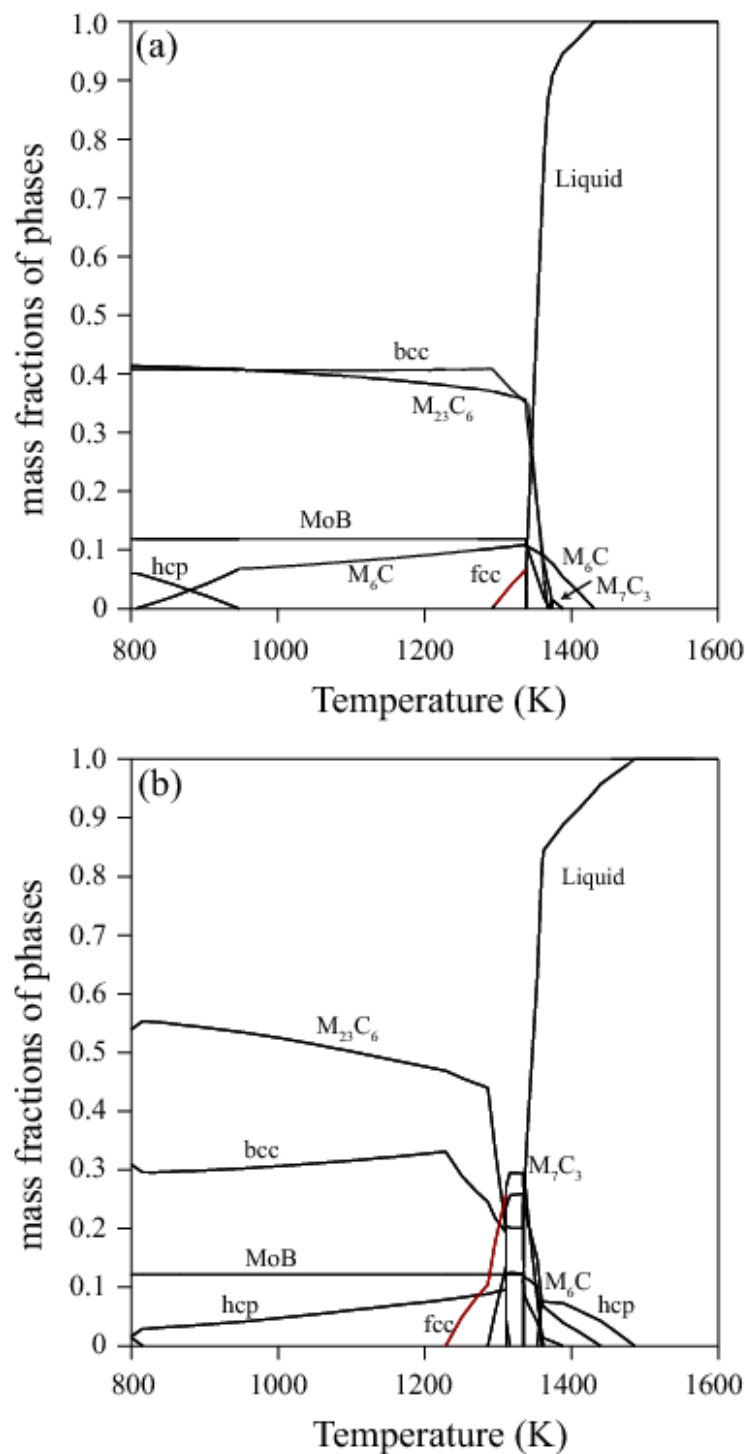 (a)
1.0
0.9
0.8
0.7
0.6
0.5
0.4
0.3
0.2
0.1
0
mass fractions of phases
Liquid
bcc
M₂₃C₆
MoB
hcp
M₆C
fcc
M₆C
M₇C₃
800 1000 1200 1400 1600
Temperature (K)
(b)
1.0
0.9
0.8
0.7
0.6
0.5
0.4
0.3
0.2
0.1
0
mass fractions of phases
Liquid
M₂₃C₆
bcc
M₇C₃
MoB
M₆C
hcp
hcp
fcc
800 1000 1200 1400 1600
Temperature (K)